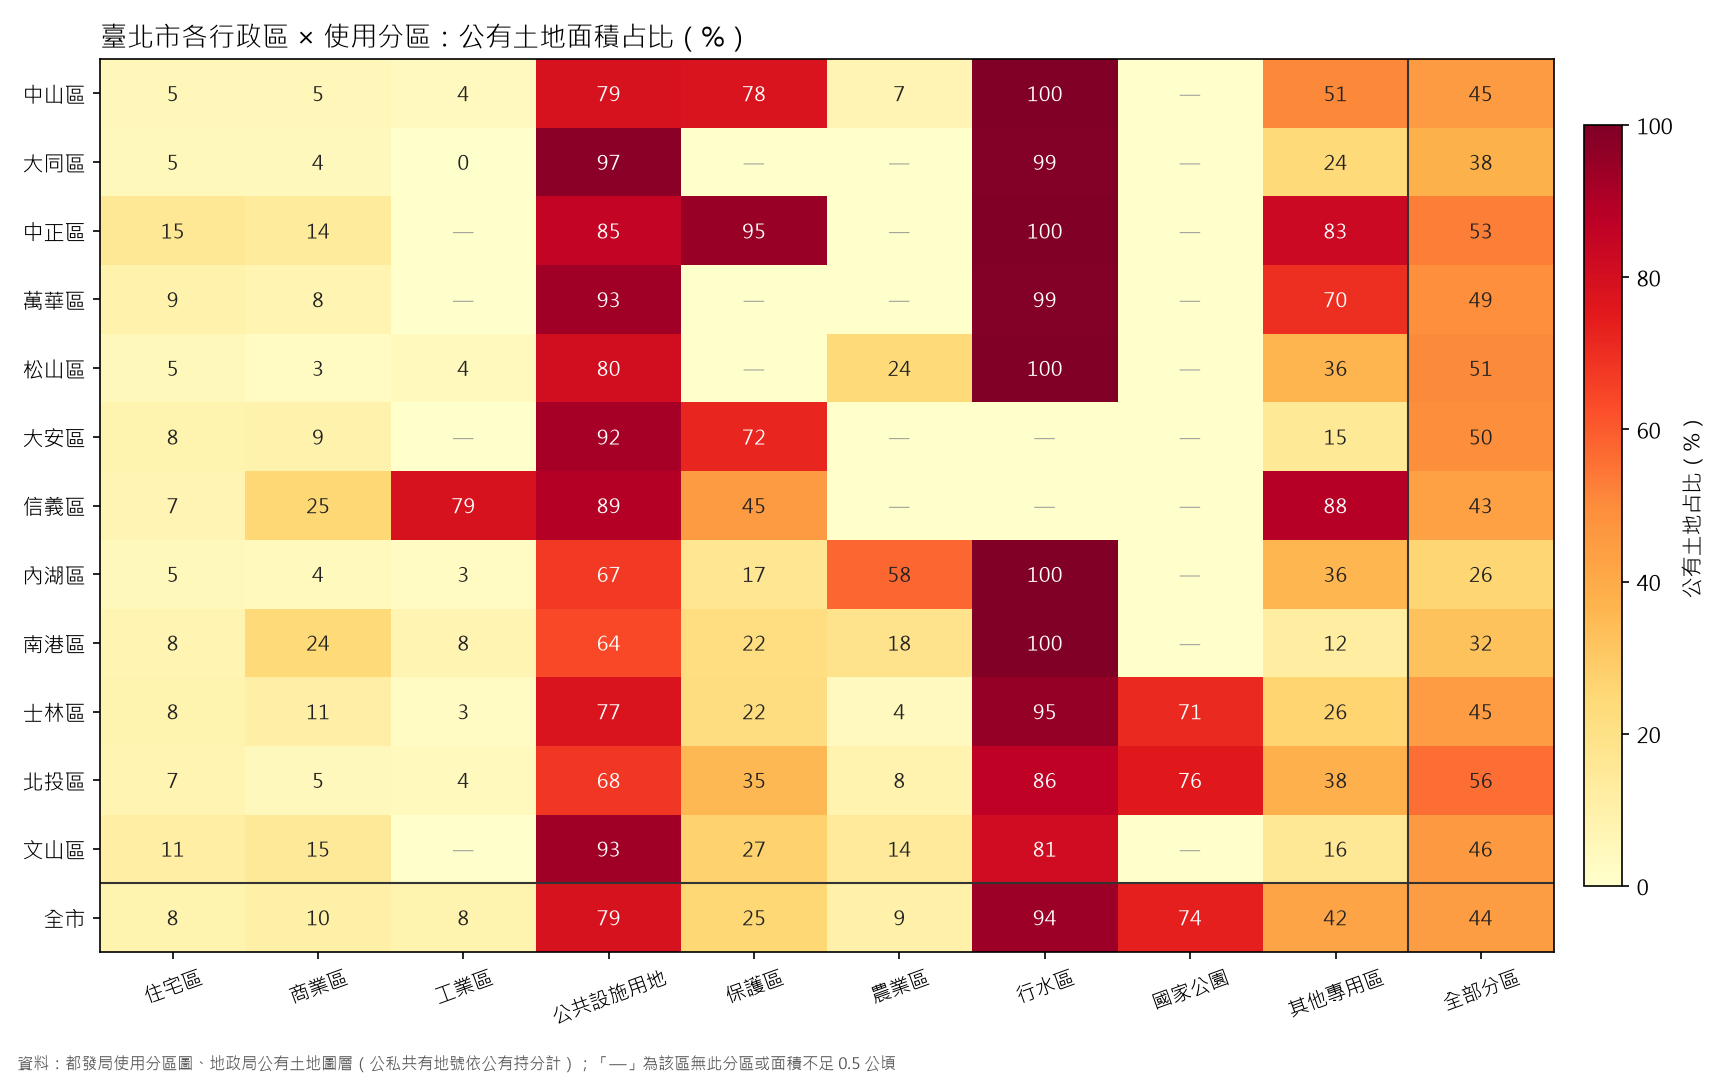 臺北市各行政區 × 使用分區：公有土地面積占比（%）
中山區 5 5 4 79 78 7 100 — 51 45
大同區 5 4 0 97 — — 99 — 24 38
中正區 15 14 — 85 95 — 100 — 83 53
萬華區 9 8 — 93 — — 99 — 70 49
松山區 5 3 4 80 — 24 100 — 36 51
大安區 8 9 — 92 72 — — — 15 50
信義區 7 25 79 89 45 — — — 88 43
內湖區 5 4 3 67 17 58 100 — 36 26
南港區 8 24 8 64 22 18 100 — 12 32
士林區 8 11 3 77 22 4 95 71 26 45
北投區 7 5 4 68 35 8 86 76 38 56
文山區 11 15 — 93 27 14 81 — 16 46
全市 8 10 8 79 25 9 94 74 42 44
住宅區 商業區 工業區 公共設施用地 保護區 農業區 行水區 國家公園 其他專用區 全部分區
100
80
60
40
20
0
公有土地占比（%）
資料：都發局使用分區圖、地政局公有土地圖層（公私共有地號依公有持分計）；「—」為該區無此分區或面積不足 0.5 公頃